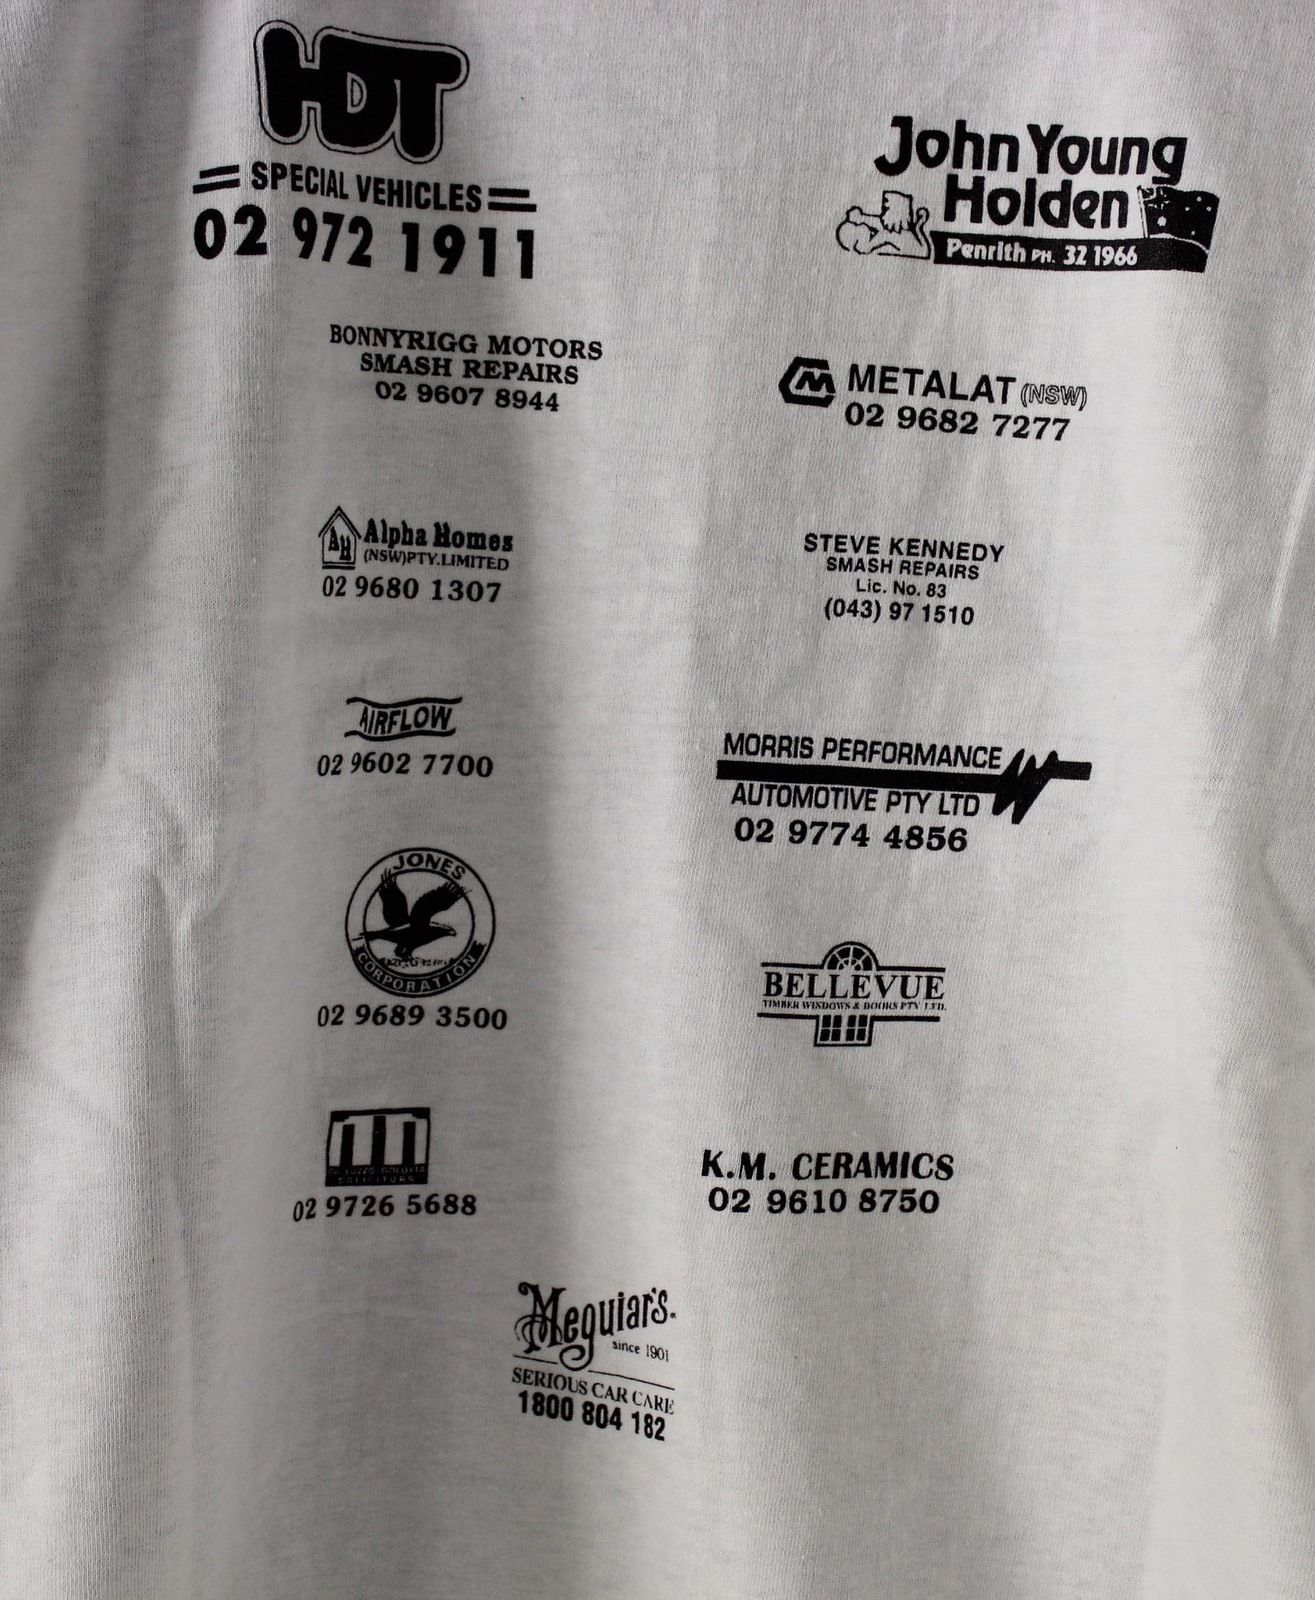 HDT
SPECIAL VEHICLES
02 972 1911
John Young
Holden
Penrith PH. 32 1966
BONNYRIGG MOTORS
SMASH REPAIRS
02 9607 8944
METALAT (NSW)
02 9682 7277
AH Alpha Homes
(NSW)PTY.LIMITED
02 9680 1307
STEVE KENNEDY
SMASH REPAIRS
Lic. No. 83
(043) 97 1510
AIRFLOW
02 9602 7700
MORRIS PERFORMANCE
AUTOMOTIVE PTY LTD
02 9774 4856
JONES
CORPORATION
02 9689 3500
BELLEVUE
TIMBER WINDOWS & DOORS PTY LTD.
SOLICITORS
02 9726 5688
K.M. CERAMICS
02 9610 8750
Meguiar's
since 1901
SERIOUS CAR CARE
1800 804 182